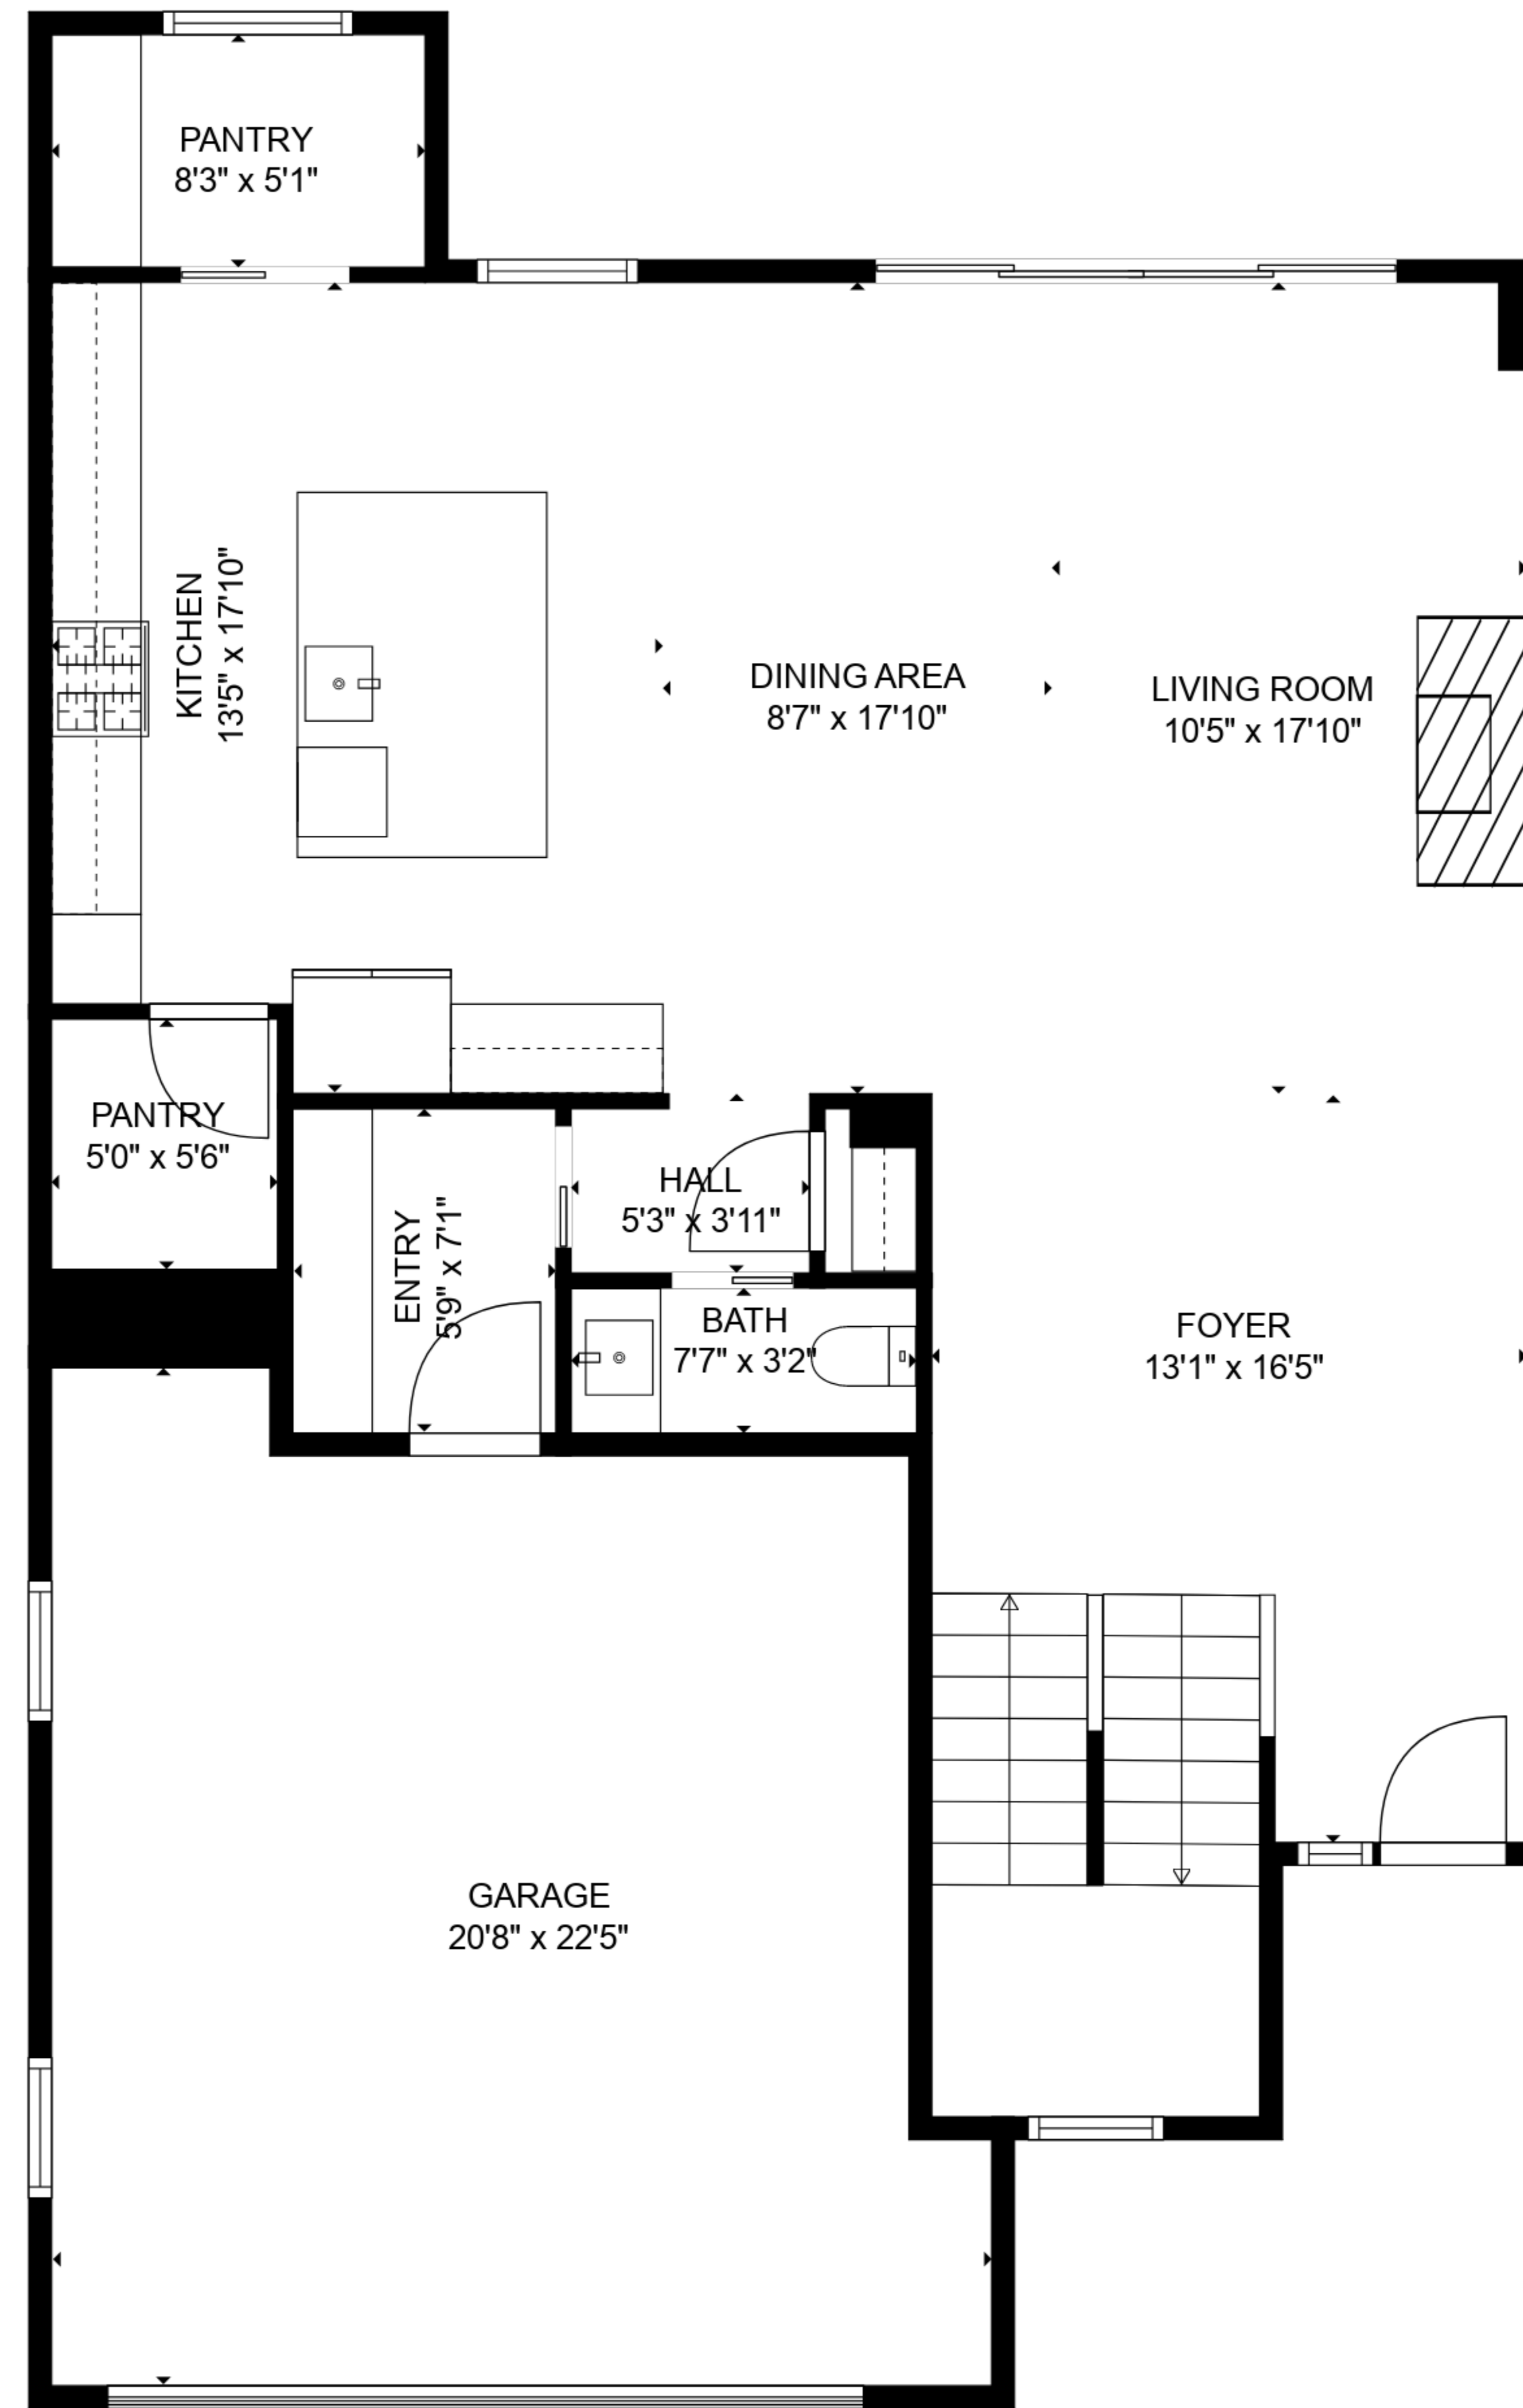 PANTRY
8'3" x 5'1"
KITCHEN
13'5" x 17'10"
DINING AREA
8'7" x 17'10"
LIVING ROOM
10'5" x 17'10"
PANTRY
5'0" x 5'6"
ENTRY
5'9" x 7'1"
HALL
5'3" x 3'11"
BATH
7'7" x 3'2"
FOYER
13'1" x 16'5"
GARAGE
20'8" x 22'5"